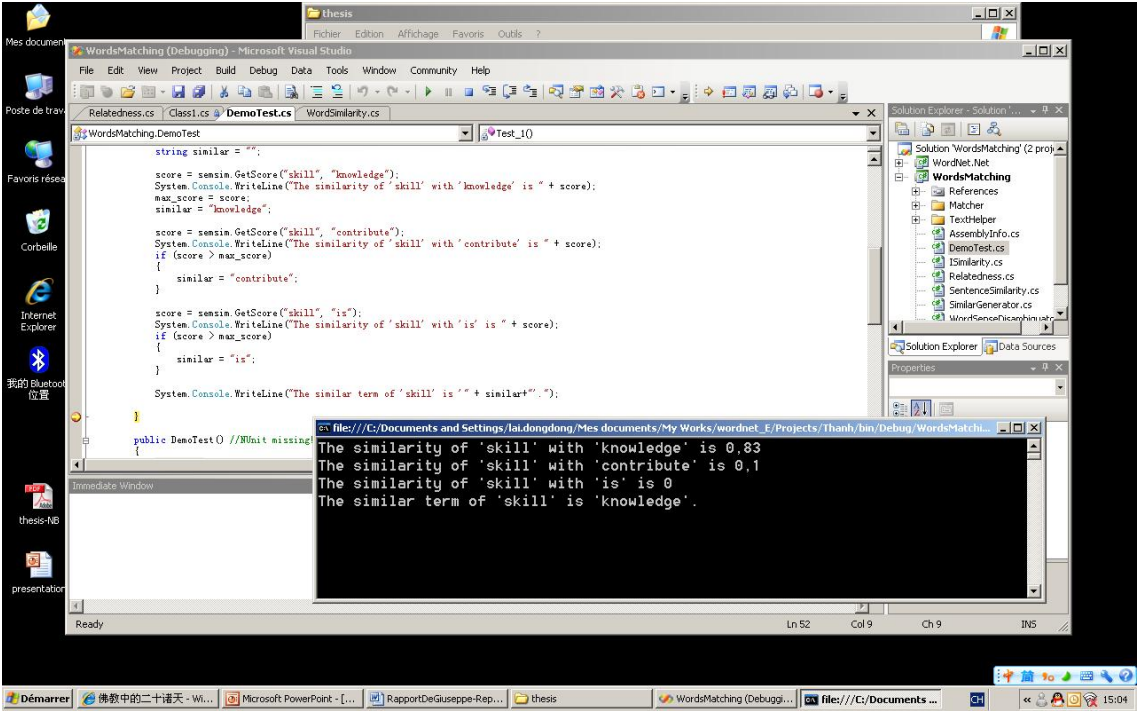 Mes documen
thesis
Fichier Edition Affichage Favoris Outils ?
WordsMatching (Debugging) - Microsoft Visual Studio
File Edit View Project Build Debug Data Tools Window Community Help
Poste de trav
Relatedness.cs Class1.cs DemoTest.cs WordSimilarity.cs
WordsMatching.DemoTest
Test_1()
string similar = "";
score = semsim.GetScore("skill", "knowledge");
System.Console.WriteLine("The similarity of 'skill' with 'knowledge' is " + score);
max_score = score;
similar = "knowledge";
score = semsim.GetScore("skill", "contribute");
System.Console.WriteLine("The similarity of 'skill' with 'contribute' is " + score);
if (score > max_score)
{
similar = "contribute";
}
score = semsim.GetScore("skill", "is");
System.Console.WriteLine("The similarity of 'skill' with 'is' is " + score);
if (score > max_score)
{
similar = "is";
}
System.Console.WriteLine("The similar term of 'skill' is '" + similar+"'.");
}
public DemoTest() //NUnit missing!
{
Solution Explorer - Solution '...
Solution 'WordsMatching' (2 proj
WordNet.Net
WordsMatching
References
Matcher
TextHelper
AssemblyInfo.cs
DemoTest.cs
ISimilarity.cs
Relatedness.cs
SentenceSimilarity.cs
SimilarGenerator.cs
WordSenseDisambiguato
Solution Explorer Data Sources
Properties
Favoris résea
Corbeille
Internet
Explorer
我的 Bluetoot
位置
thesis-NB
presentation
file:///C:/Documents and Settings/lai.dongdong/Mes documents/My Works/wordnet_E/Projects/Thanh/bin/Debug/WordsMatchi...
The similarity of 'skill' with 'knowledge' is 0,83
The similarity of 'skill' with 'contribute' is 0,1
The similarity of 'skill' with 'is' is 0
The similar term of 'skill' is 'knowledge'.
Immediate Window
Ready Ln 52 Col 9 Ch 9 INS
中 简
Démarrer 佛教中的二十诸天 - Wi... Microsoft PowerPoint - [... RapportDeGiuseppe-Rep... thesis WordsMatching (Debuggi... file:///C:/Documents ... CH « 15:04